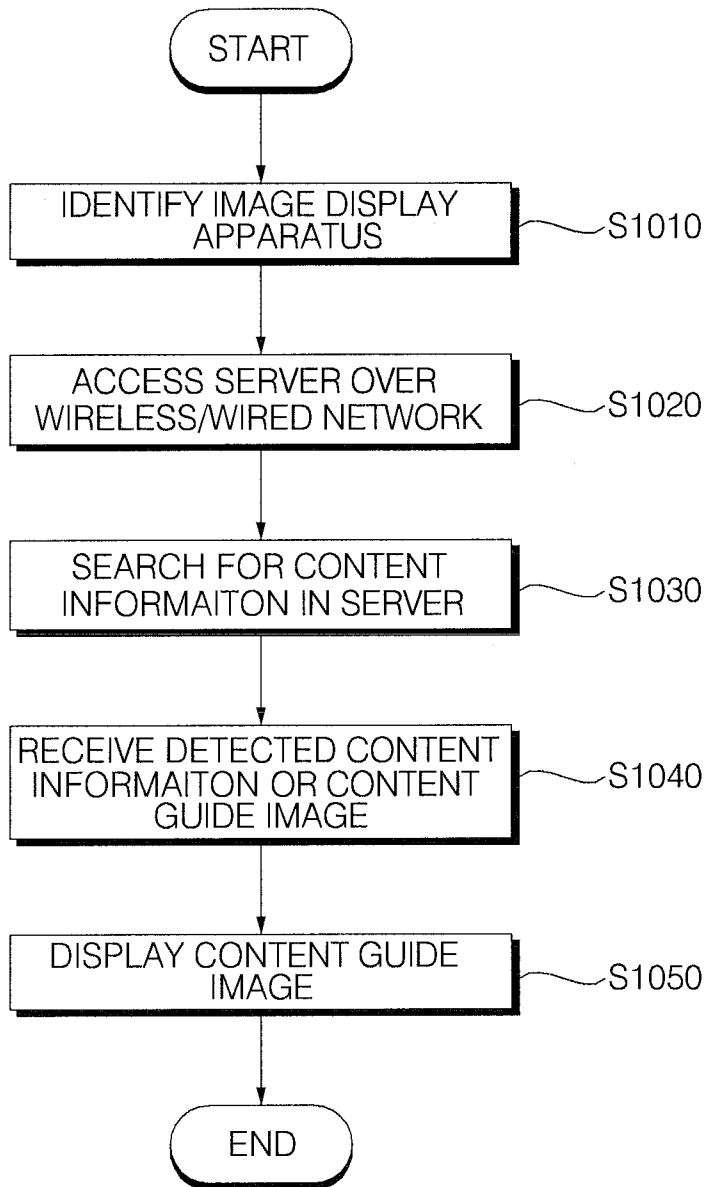 START
IDENTIFY IMAGE DISPLAY
APPARATUS
S1010
ACCESS SERVER OVER
WIRELESS/WIRED NETWORK
S1020
SEARCH FOR CONTENT
INFORMAITON IN SERVER
S1030
RECEIVE DETECTED CONTENT
INFORMAITON OR CONTENT
GUIDE IMAGE
S1040
DISPLAY CONTENT GUIDE
IMAGE
S1050
END